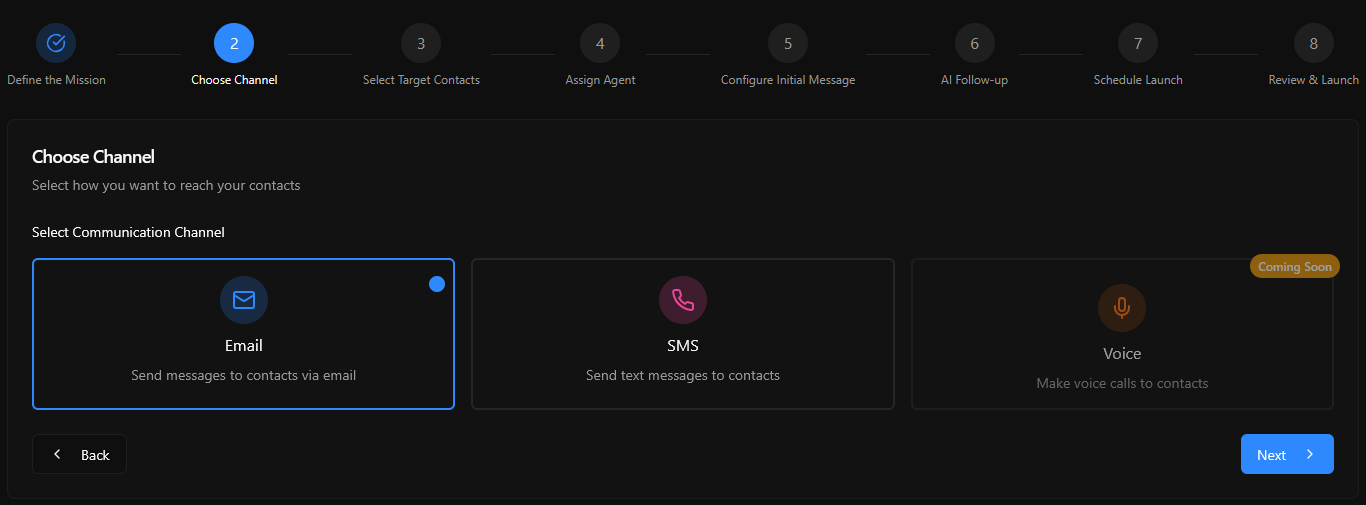 2
3
4
5
6
7
8
Define the Mission
Choose Channel
Select Target Contacts
Assign Agent
Configure Initial Message
AI Follow-up
Schedule Launch
Review & Launch
Choose Channel
Select how you want to reach your contacts
Select Communication Channel
Email
Send messages to contacts via email
SMS
Send text messages to contacts
Coming Soon
Voice
Make voice calls to contacts
Back
Next